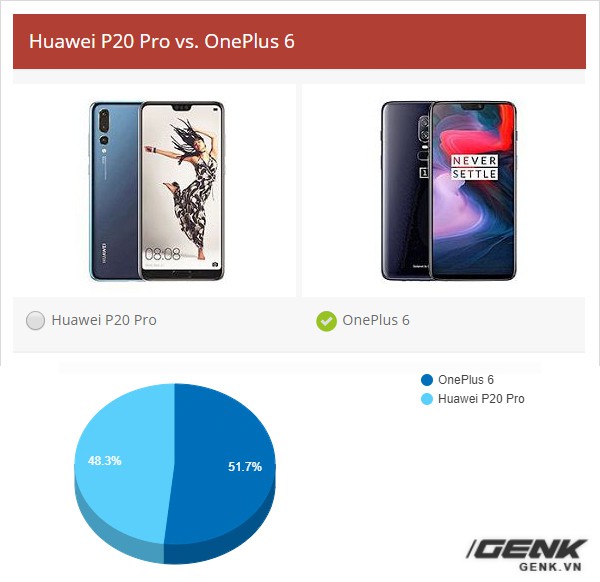 Huawei P20 Pro vs. OnePlus 6
HUAWEI
08:08
1
NEVER
SETTLE
Huawei P20 Pro
OnePlus 6
OnePlus 6
Huawei P20 Pro
48.3%
51.7%
/GENK
GENK.VN